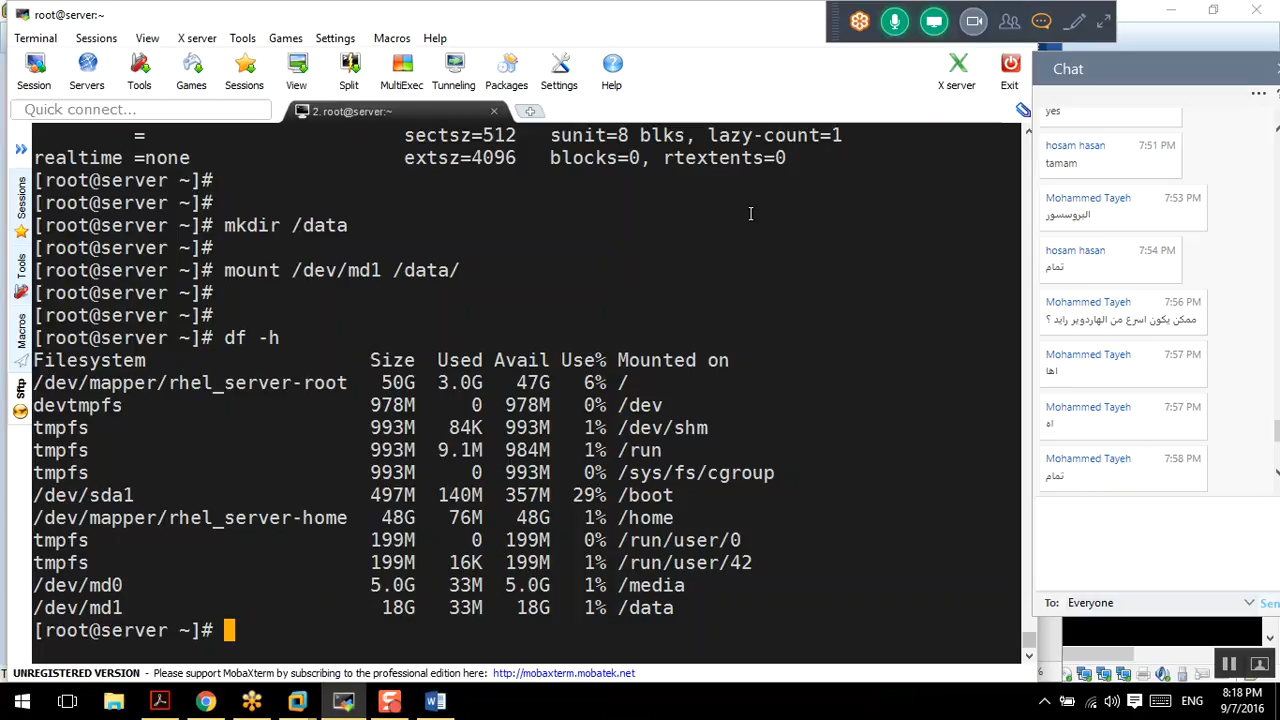 root@server:~
Terminal Sessions View X server Tools Games Settings Macros Help
Session Servers Tools Games Sessions View Split MultiExec Tunneling Packages Settings Help X server Exit
Quick connect...
2. root@server:~
Sessions
Tools
Macros
Sftp
= sectsz=512 sunit=8 blks, lazy-count=1
realtime =none extsz=4096 blocks=0, rtextents=0
[root@server ~]#
[root@server ~]#
[root@server ~]# mkdir /data
[root@server ~]#
[root@server ~]# mount /dev/md1 /data/
[root@server ~]#
[root@server ~]#
[root@server ~]# df -h
Filesystem Size Used Avail Use% Mounted on
/dev/mapper/rhel_server-root 50G 3.0G 47G 6% /
devtmpfs 978M 0 978M 0% /dev
tmpfs 993M 84K 993M 1% /dev/shm
tmpfs 993M 9.1M 984M 1% /run
tmpfs 993M 0 993M 0% /sys/fs/cgroup
/dev/sda1 497M 140M 357M 29% /boot
/dev/mapper/rhel_server-home 48G 76M 48G 1% /home
tmpfs 199M 0 199M 0% /run/user/0
tmpfs 199M 16K 199M 1% /run/user/42
/dev/md0 5.0G 33M 5.0G 1% /media
/dev/md1 18G 33M 18G 1% /data
[root@server ~]#
UNREGISTERED VERSION - Please support MobaXterm by subscribing to the professional edition here: http://mobaxterm.mobatek.net
Chat
yes
hosam hasan 7:51 PM
tamam
Mohammed Tayeh 7:53 PM
البروسسور
hosam hasan 7:54 PM
تمام
Mohammed Tayeh 7:56 PM
ممكن يكون اسرع من الهاردوير رايد ؟
Mohammed Tayeh 7:57 PM
اها
Mohammed Tayeh 7:57 PM
اه
Mohammed Tayeh 7:58 PM
تمام
To: Everyone
ENG
8:18 PM
9/7/2016